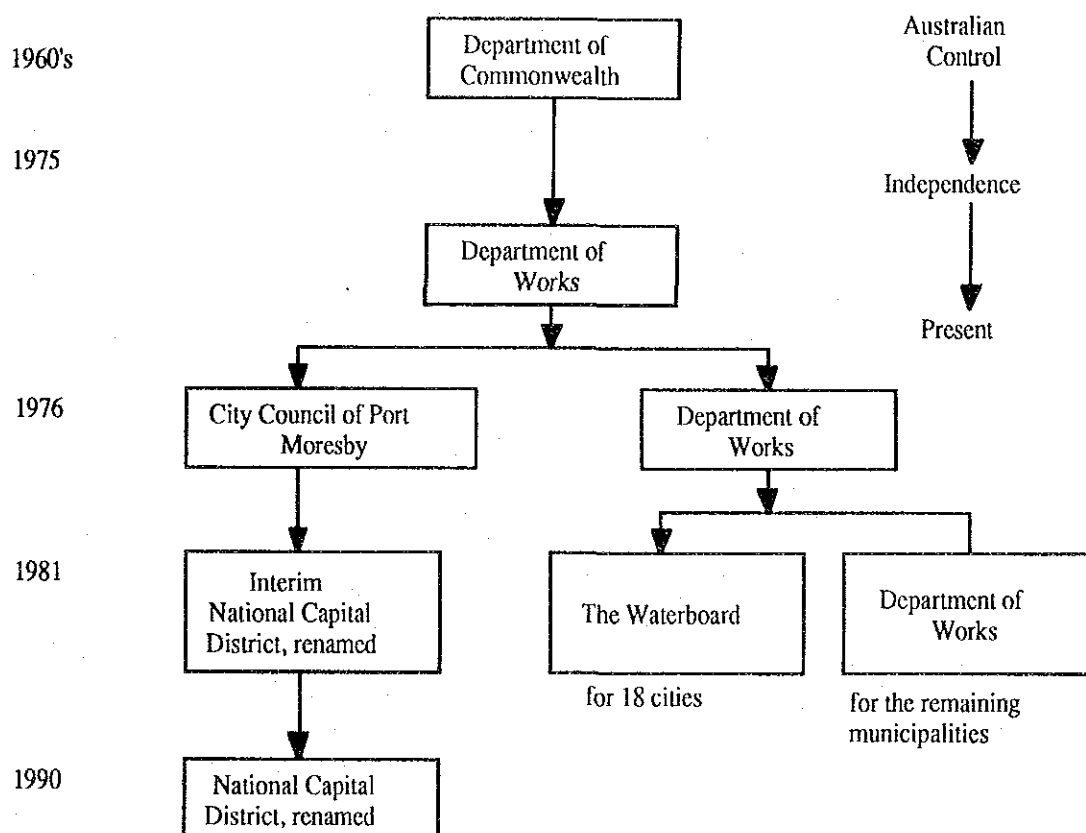 1960's
Department of
Commonwealth
Australian
Control
1975
Independence
Department of
Works
Present
1976
City Council of Port
Moresby
Department of
Works
1981
Interim
National Capital
District, renamed
The Waterboard
Department of
Works
for 18 cities
for the remaining
municipalities
1990
National Capital
District, renamed